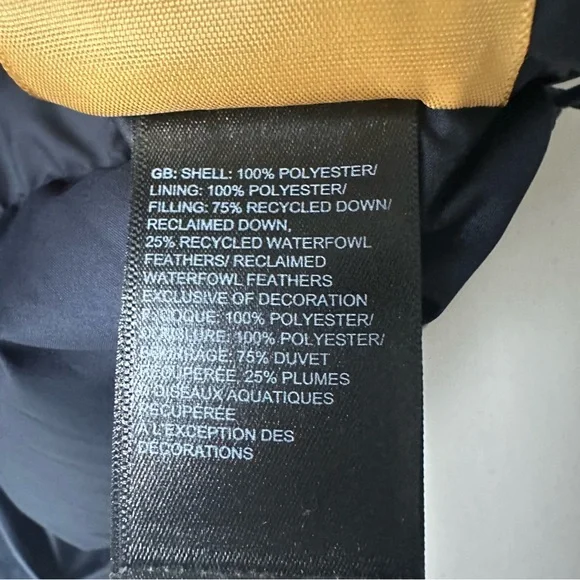 GB: SHELL: 100% POLYESTER/
LINING: 100% POLYESTER/
FILLING: 75% RECYCLED DOWN/
RECLAIMED DOWN,
25% RECYCLED WATERFOWL
FEATHERS/ RECLAIMED
WATERFOWL FEATHERS
EXCLUSIVE OF DECORATION
100% POLYESTER/
100% POLYESTER/
75% DUVET
RÉCUPÉRÉE, 25% PLUMES
D'OISEAUX AQUATIQUES
RÉCUPÉRÉE
À L'EXCEPTION DES
DÉCORATIONS